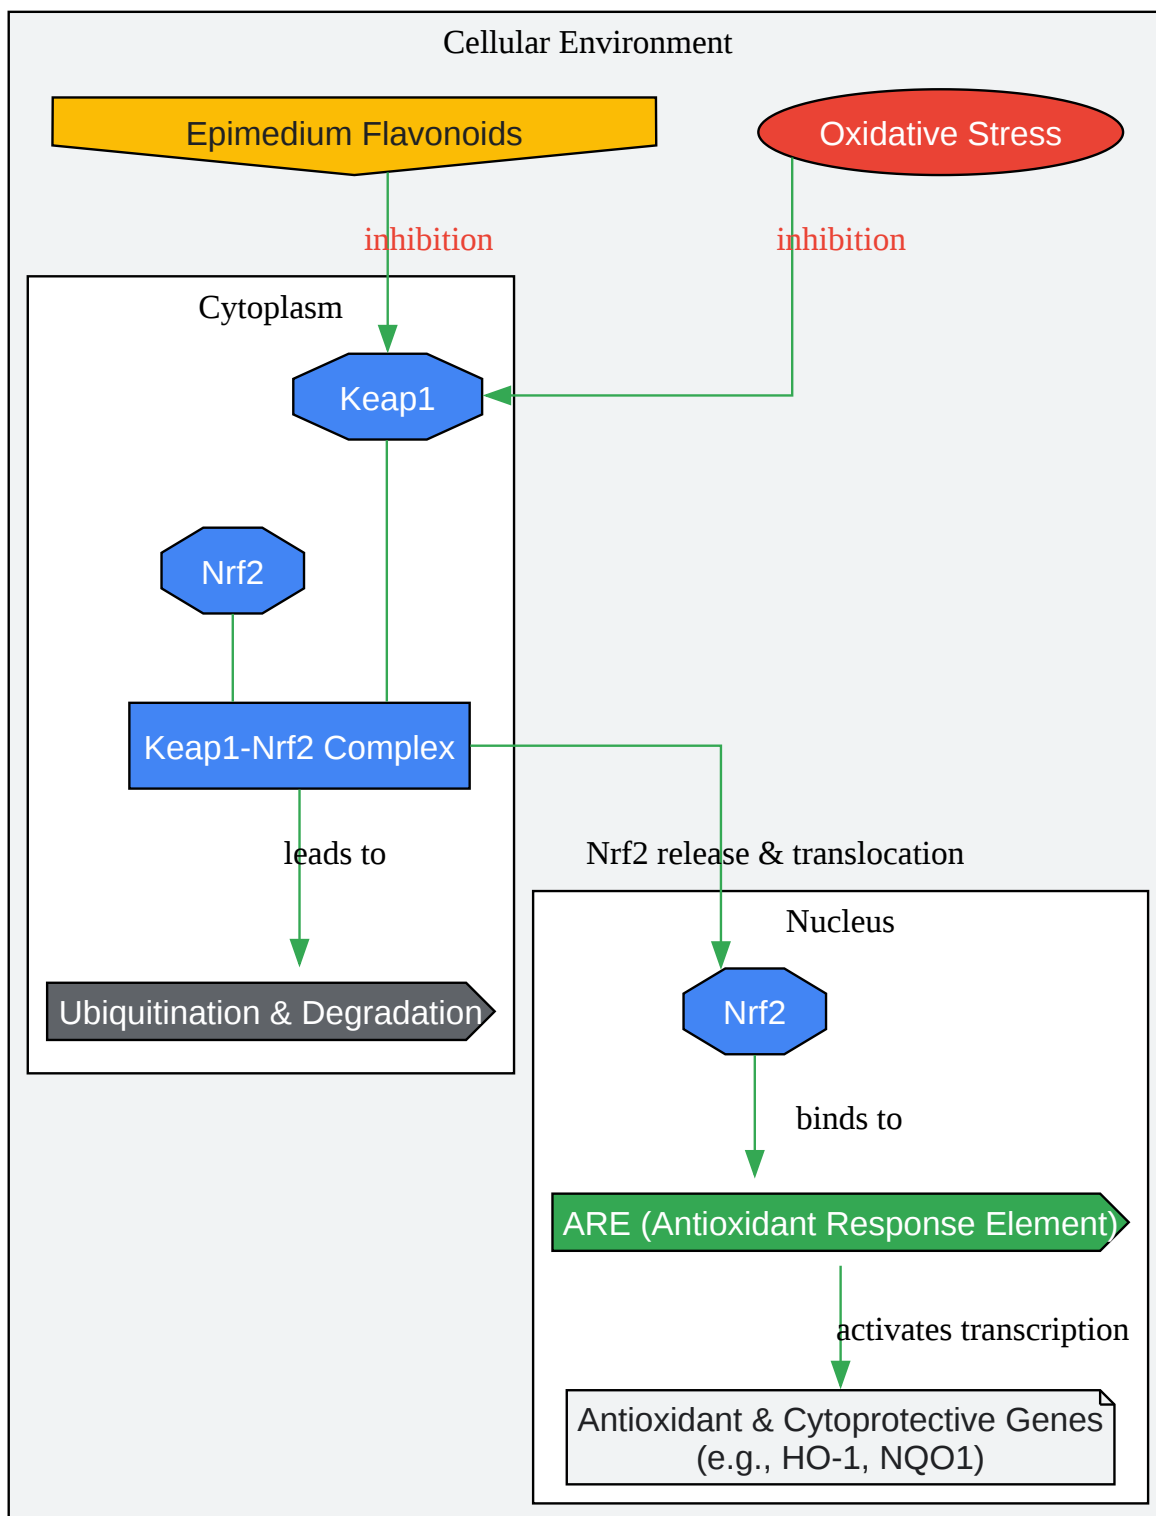 Cellular Environment
Epimedium Flavonoids
Oxidative Stress
inhibition
inhibition
Cytoplasm
Keap1
Nrf2
Keap1-Nrf2 Complex
leads to
Nrf2 release & translocation
Nucleus
Ubiquitination & Degradation
Nrf2
binds to
ARE (Antioxidant Response Element)
activates transcription
Antioxidant & Cytoprotective Genes
(e.g., HO-1, NQO1)